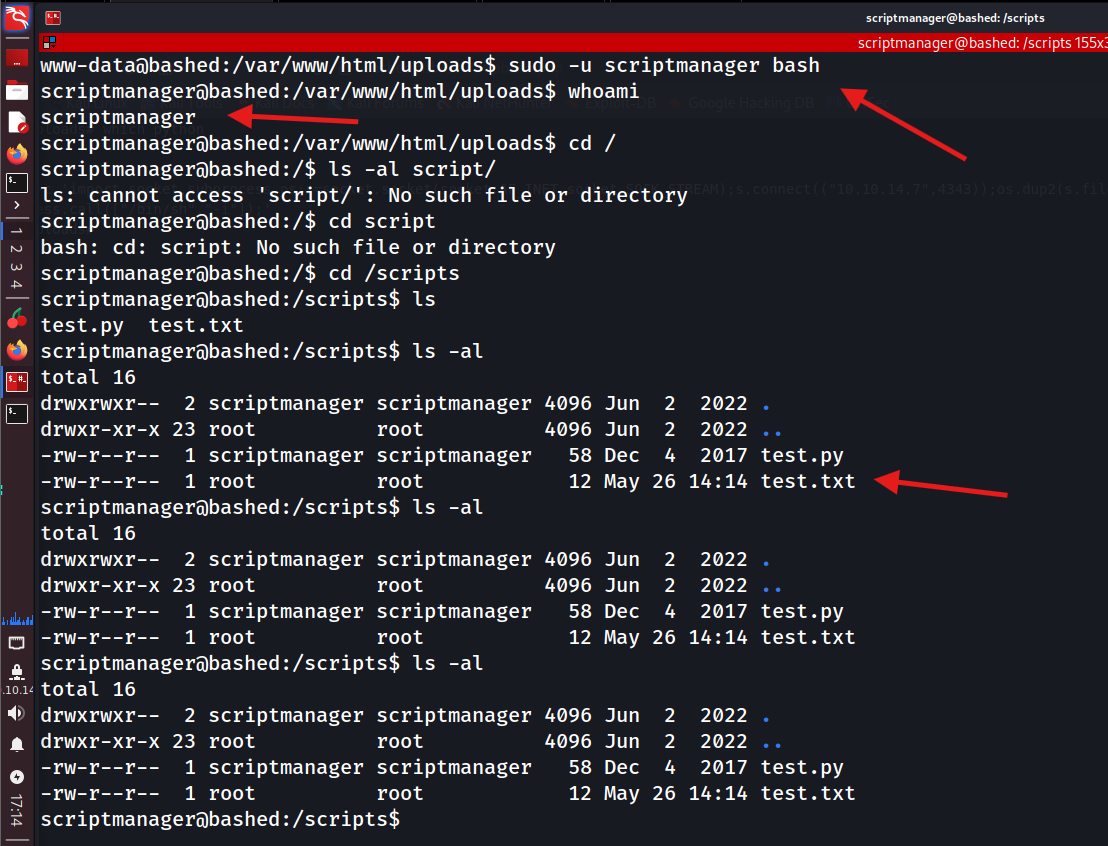 scriptmanager@bashed: /scripts
scriptmanager@bashed: /scripts 155x3
www-data@bashed:/var/www/html/uploads$ sudo -u scriptmanager bash
scriptmanager@bashed:/var/www/html/uploads$ whoami
scriptmanager
scriptmanager@bashed:/var/www/html/uploads$ cd /
scriptmanager@bashed:/$ ls -al script/
ls: cannot access 'script/': No such file or directory
scriptmanager@bashed:/$ cd script
bash: cd: script: No such file or directory
scriptmanager@bashed:/$ cd /scripts
scriptmanager@bashed:/scripts$ ls
test.py  test.txt
scriptmanager@bashed:/scripts$ ls -al
total 16
drwxrwxr--  2 scriptmanager scriptmanager 4096 Jun  2  2022 .
drwxr-xr-x 23 root          root          4096 Jun  2  2022 ..
-rw-r--r--  1 scriptmanager scriptmanager   58 Dec  4  2017 test.py
-rw-r--r--  1 root          root            12 May 26 14:14 test.txt
scriptmanager@bashed:/scripts$ ls -al
total 16
drwxrwxr--  2 scriptmanager scriptmanager 4096 Jun  2  2022 .
drwxr-xr-x 23 root          root          4096 Jun  2  2022 ..
-rw-r--r--  1 scriptmanager scriptmanager   58 Dec  4  2017 test.py
-rw-r--r--  1 root          root            12 May 26 14:14 test.txt
scriptmanager@bashed:/scripts$ ls -al
total 16
drwxrwxr--  2 scriptmanager scriptmanager 4096 Jun  2  2022 .
drwxr-xr-x 23 root          root          4096 Jun  2  2022 ..
-rw-r--r--  1 scriptmanager scriptmanager   58 Dec  4  2017 test.py
-rw-r--r--  1 root          root            12 May 26 14:14 test.txt
scriptmanager@bashed:/scripts$
Google Hacking DB
1
2
3
4
.10.14
17:14